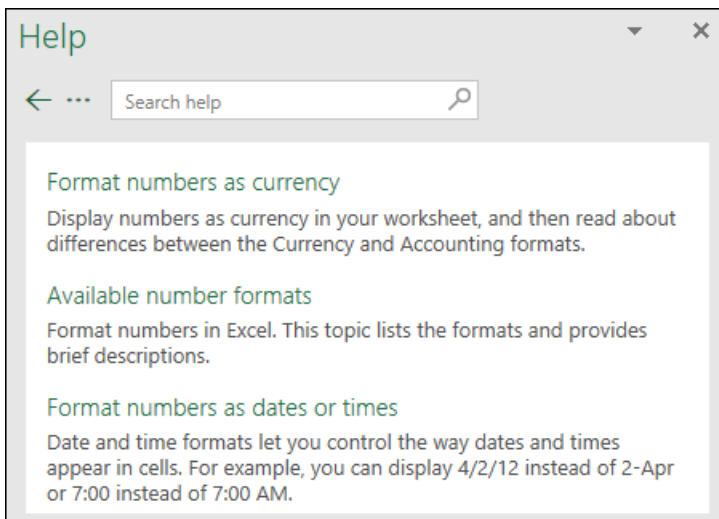 Help
Search help
Format numbers as currency
Display numbers as currency in your worksheet, and then read about
differences between the Currency and Accounting formats.
Available number formats
Format numbers in Excel. This topic lists the formats and provides
brief descriptions.
Format numbers as dates or times
Date and time formats let you control the way dates and times
appear in cells. For example, you can display 4/2/12 instead of 2-Apr
or 7:00 instead of 7:00 AM.